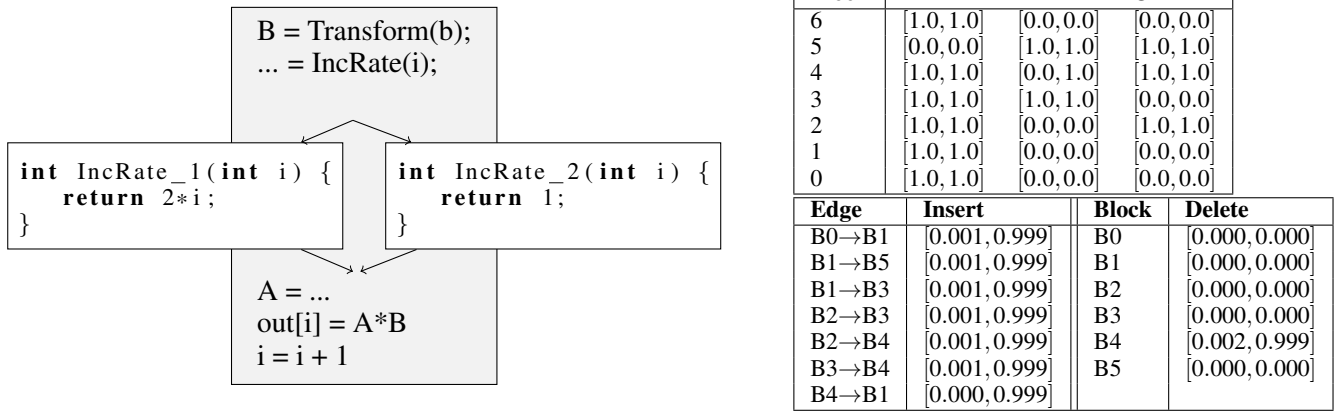 B = Transform(b);
... = IncRate(i);
int IncRate_1(int i) {
return 2*i;
}
int IncRate_2(int i) {
return 1;
}
A = ...
out[i] = A*B
i = i + 1
6 [1.0,1.0] [0.0,0.0] [0.0,0.0]
5 [0.0,0.0] [1.0,1.0] [1.0,1.0]
4 [1.0,1.0] [0.0,1.0] [1.0,1.0]
3 [1.0,1.0] [1.0,1.0] [0.0,0.0]
2 [1.0,1.0] [0.0,0.0] [1.0,1.0]
1 [1.0,1.0] [0.0,0.0] [0.0,0.0]
0 [1.0,1.0] [0.0,0.0] [0.0,0.0]
Edge Insert Block Delete
B0→B1 [0.001,0.999] B0 [0.000,0.000]
B1→B5 [0.001,0.999] B1 [0.000,0.000]
B1→B3 [0.001,0.999] B2 [0.000,0.000]
B2→B3 [0.001,0.999] B3 [0.000,0.000]
B2→B4 [0.001,0.999] B4 [0.002,0.999]
B3→B4 [0.001,0.999] B5 [0.000,0.000]
B4→B1 [0.000,0.999]